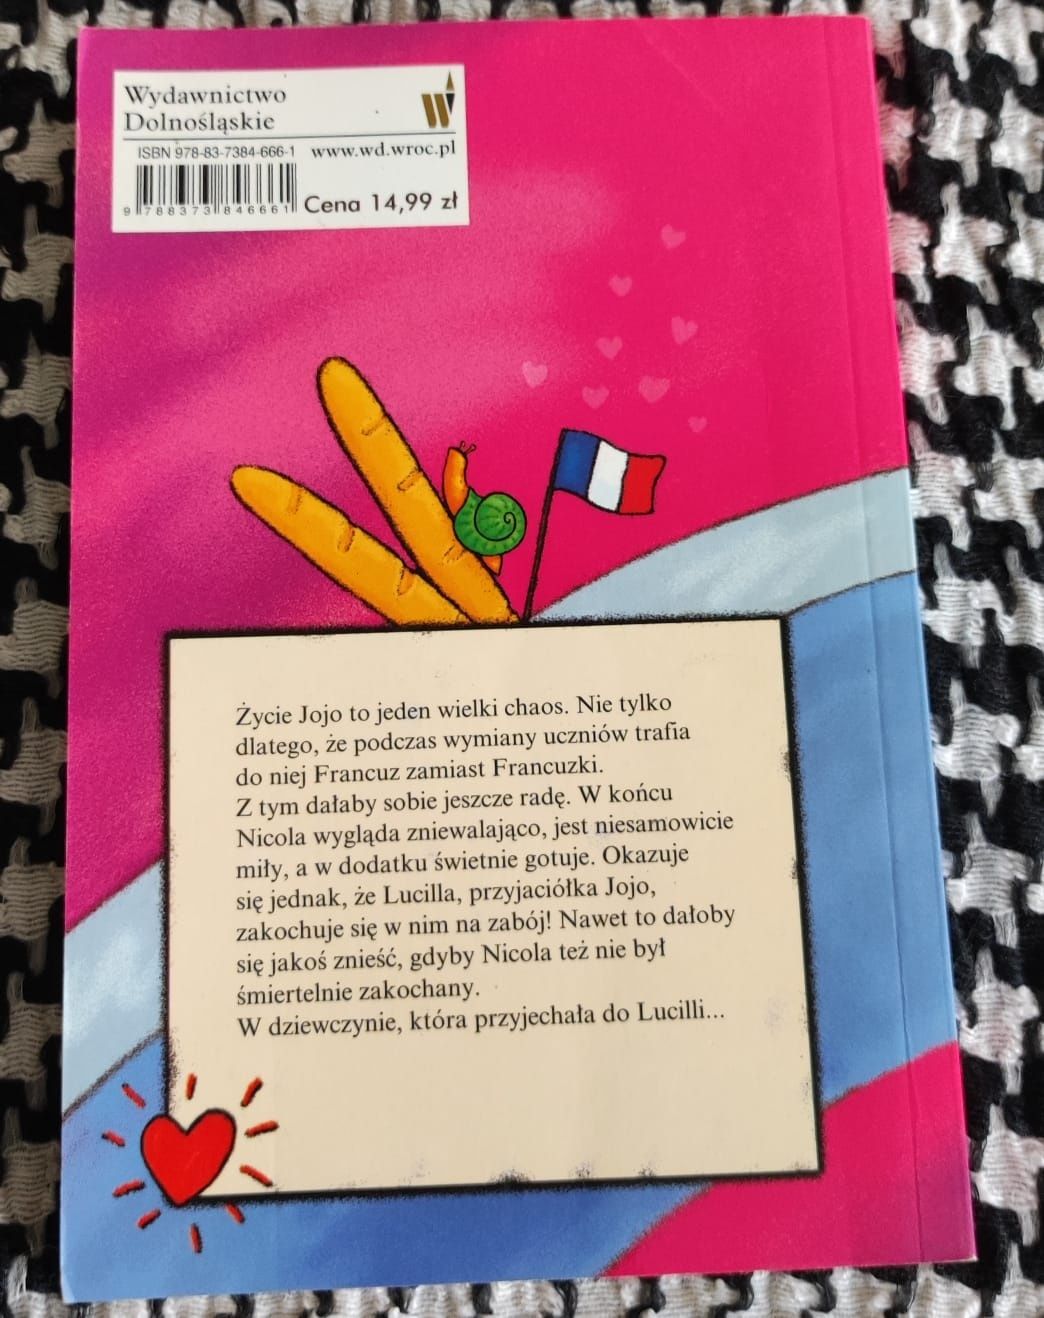 Wydawnictwo
Dolnośląskie
ISBN 978-83-7384-666-1 www.wd.wroc.pl
9 788373 846661 Cena 14,99 zł
Życie Jojo to jeden wielki chaos. Nie tylko
dlatego, że podczas wymiany uczniów trafia
do niej Francuz zamiast Francuzki.
Z tym dałaby sobie jeszcze radę. W końcu
Nicola wygląda zniewalająco, jest niesamowicie
miły, a w dodatku świetnie gotuje. Okazuje
się jednak, że Lucilla, przyjaciółka Jojo,
zakochuje się w nim na zabój! Nawet to dałoby
się jakoś znieść, gdyby Nicola też nie był
śmiertelnie zakochany.
W dziewczynie, która przyjechała do Lucilli...